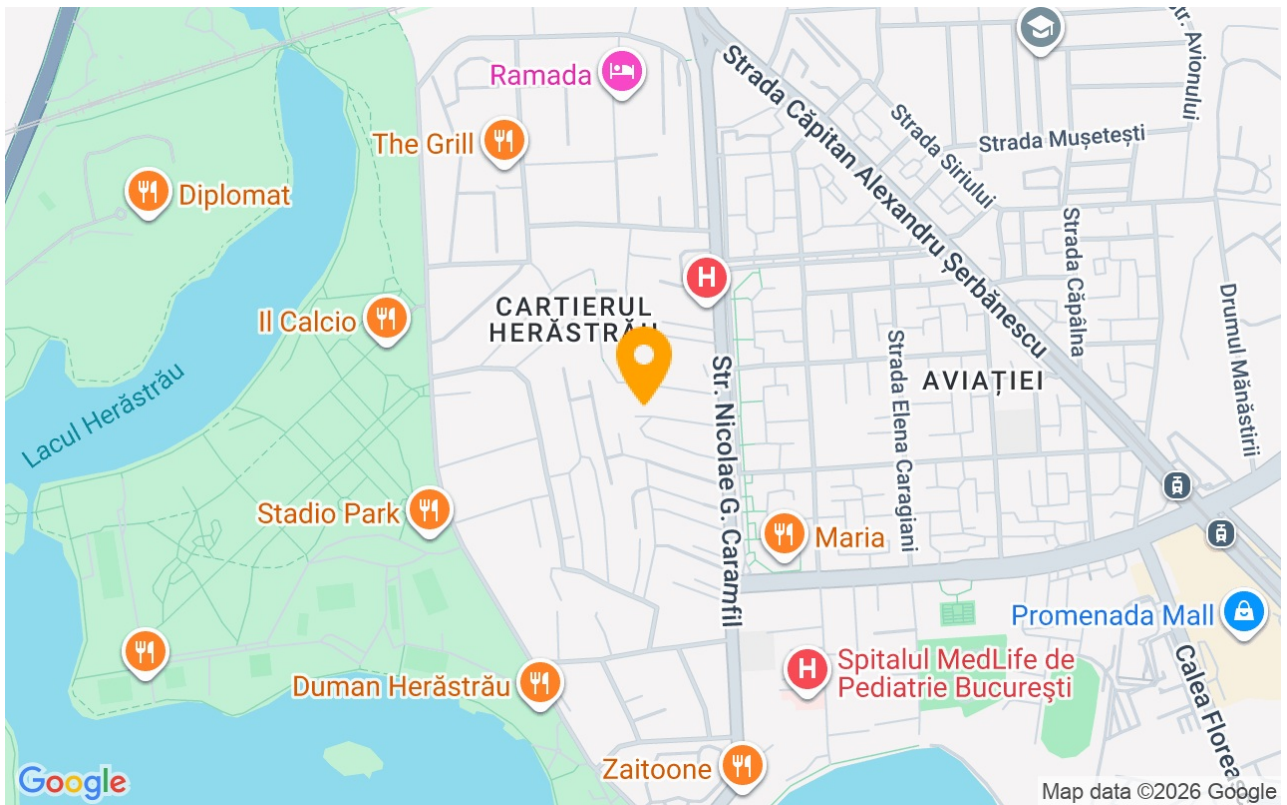 Ramada
Strada Căpitan Alexandru Șerbănescu
Str. Avionului
The Grill
Strada Siriului
Strada Mușetești
Diplomat
Strada Căpâlna
Drumul Mănăstirii
H
CARTIERUL
HERĂSTRĂU
Il Calcio
Lacul Herăstrău
Str. Nicolae G. Caramfil
Strada Elena Caragiani
AVIAȚIEI
Stadio Park
Maria
Promenada Mall
H
Spitalul MedLife de
Pediatrie București
Calea Floreas
Duman Herăstrău
Zaitoone
Google
Map data ©2026 Google